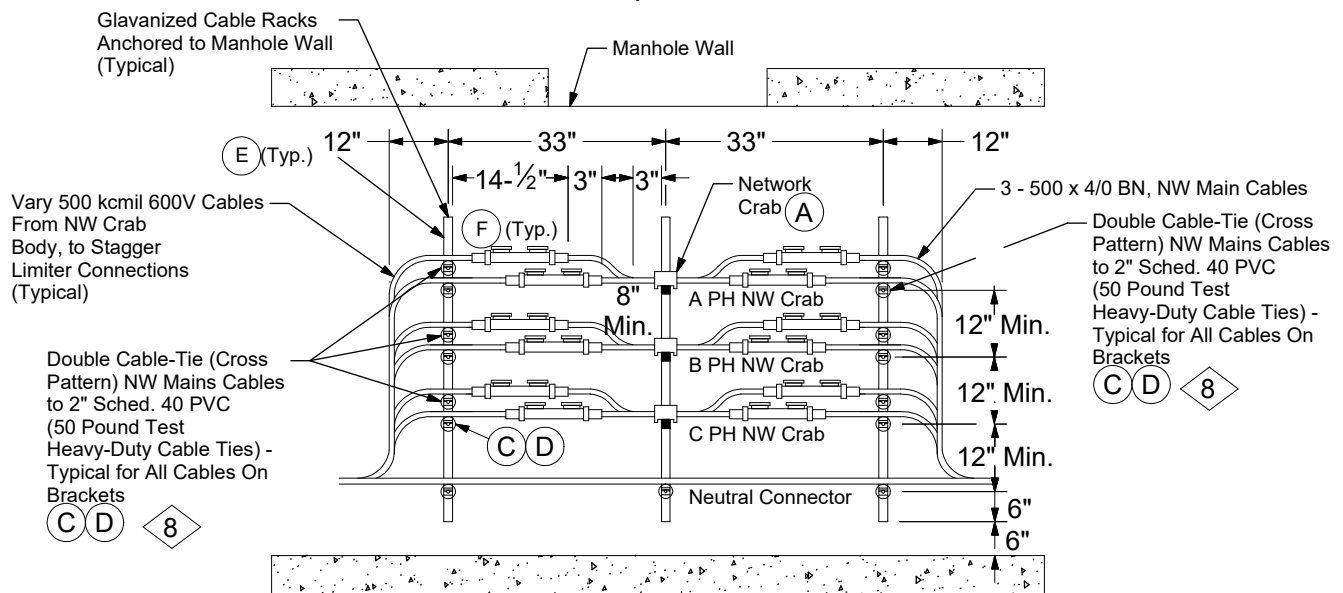 Glavanized Cable Racks
Anchored to Manhole Wall
(Typical)
Manhole Wall
12"
33"
33"
12"
E (Typ.)
14-1/2"
3"
3"
Network
Crab A
3 - 500 x 4/0 BN, NW Main Cables
Vary 500 kcmil 600V Cables
From NW Crab
Body, to Stagger
Limiter Connections
(Typical)
F (Typ.)
Double Cable-Tie (Cross
Pattern) NW Mains Cables
to 2" Sched. 40 PVC
(50 Pound Test
Heavy-Duty Cable Ties) -
Typical for All Cables On
Brackets
C D 8
8"
Min.
A PH NW Crab
12" Min.
B PH NW Crab
12" Min.
C PH NW Crab
12" Min.
Double Cable-Tie (Cross
Pattern) NW Mains Cables
to 2" Sched. 40 PVC
(50 Pound Test
Heavy-Duty Cable Ties) -
Typical for All Cables On
Brackets
C D 8
C D
Neutral Connector
6"
6"